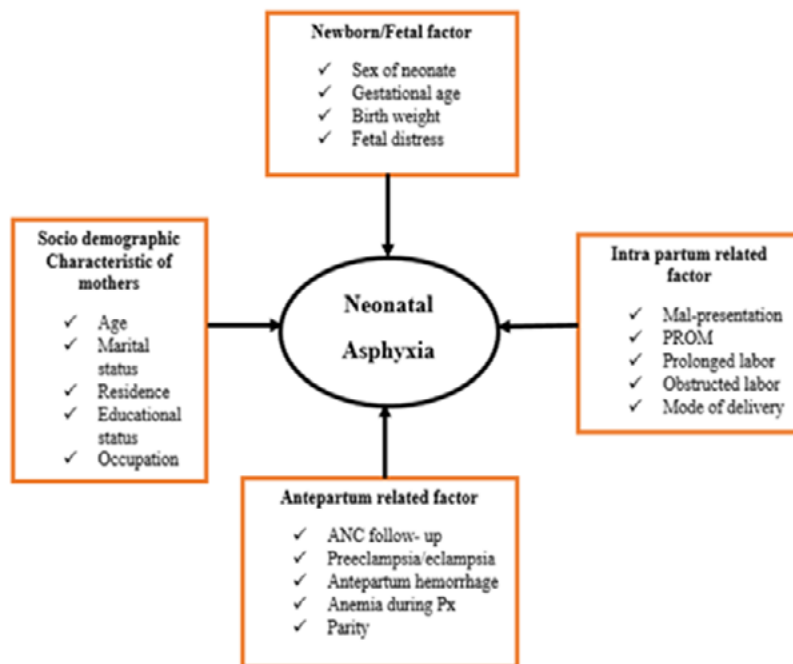 Newborn/Fetal factor
✓ Sex of neonate
✓ Gestational age
✓ Birth weight
✓ Fetal distress
Socio demographic
Characteristic of
mothers
✓ Age
✓ Marital
status
✓ Residence
✓ Educational
status
✓ Occupation
Neonatal
Asphyxia
Intra partum related
factor
✓ Mal-presentation
✓ PROM
✓ Prolonged labor
✓ Obstructed labor
✓ Mode of delivery
Antepartum related factor
✓ ANC follow- up
✓ Preeclampsia/eclampsia
✓ Antepartum hemorrhage
✓ Anemia during Px
✓ Parity